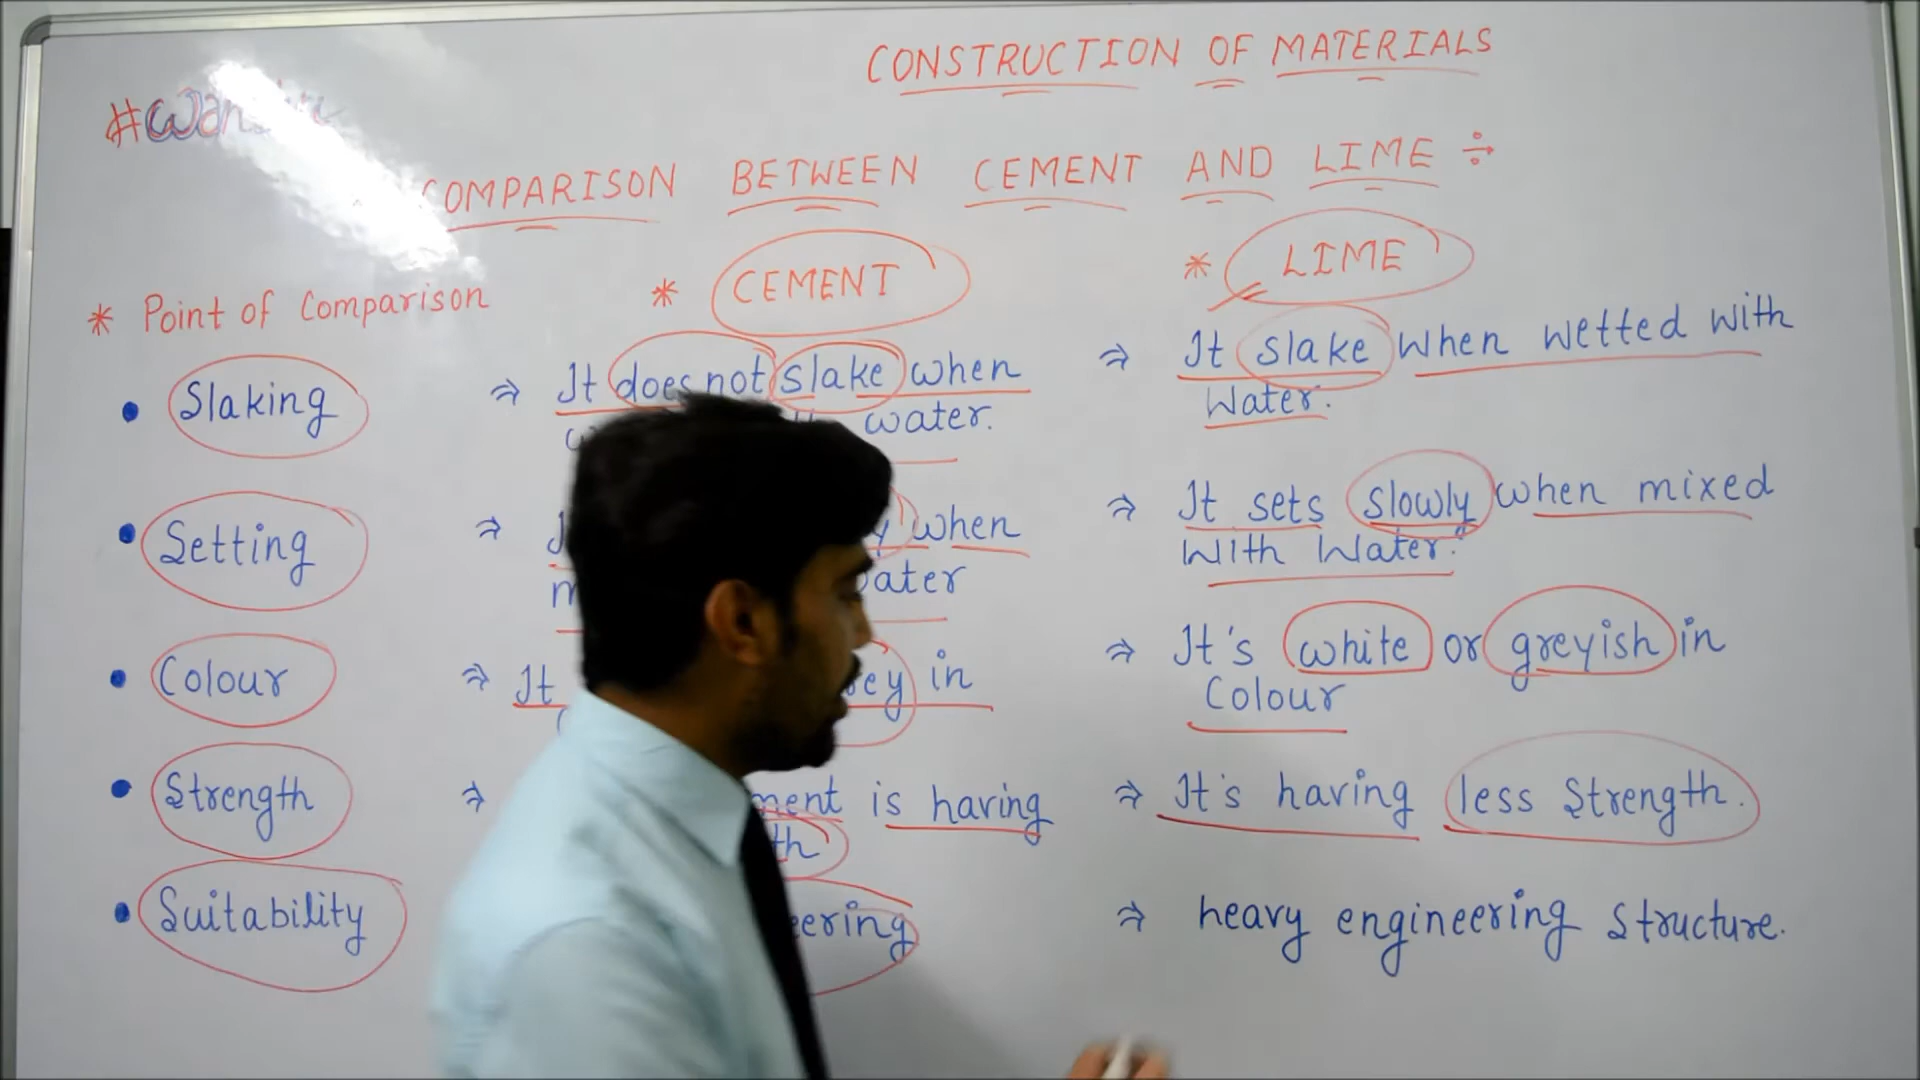 CONSTRUCTION OF MATERIALS
COMPARISON BETWEEN CEMENT AND LIME ÷
* Point of Comparison
* CEMENT
* LIME
• Slaking
⇒ It does not slake when
water.
⇒ It slake when wetted with
Water.
• Setting
⇒ when
⇒ It sets slowly when mixed
with Water.
• Colour
⇒ It in
⇒ It's white or greyish in
Colour
• Strength
⇒ is having
⇒ It's having less Strength.
• Suitability
⇒ heavy engineering structure.